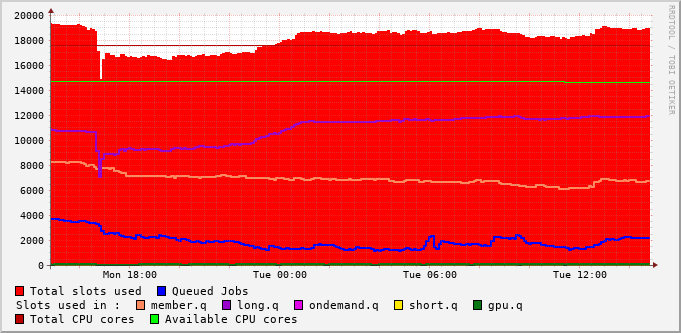 20000
18000
16000
14000
12000
10000
8000
6000
4000
2000
0
Mon 18:00 Tue 00:00 Tue 06:00 Tue 12:00
RRDTOOL / TOBI OETIKER
Total slots used Queued Jobs
Slots used in : member.q long.q ondemand.q short.q gpu.q
Total CPU cores Available CPU cores